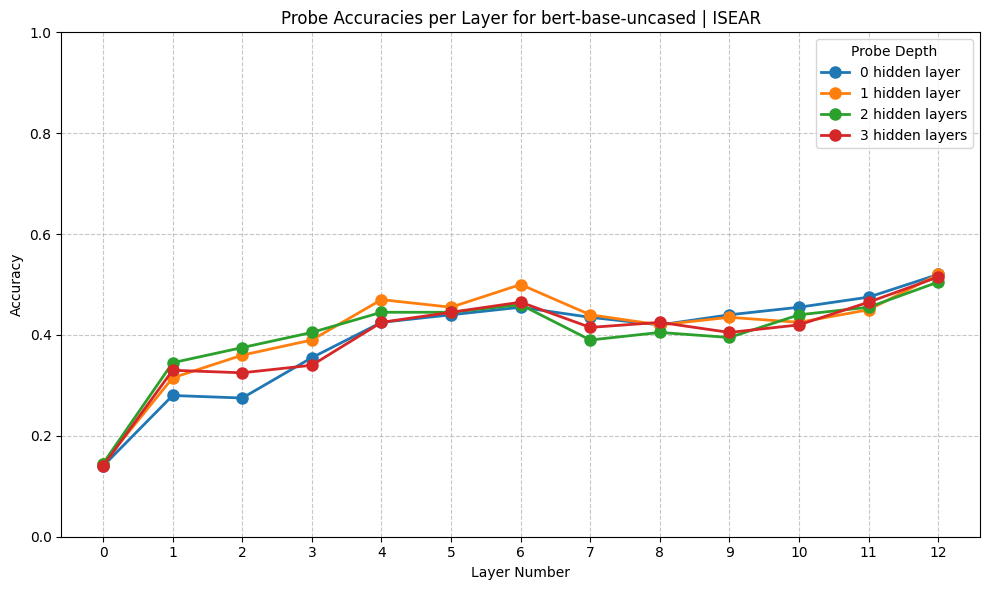 Probe Accuracies per Layer for bert-base-uncased | ISEAR
Probe Depth
0 hidden layer
1 hidden layer
2 hidden layers
3 hidden layers
Accuracy
1.0
0.8
0.6
0.4
0.2
0.0
0 1 2 3 4 5 6 7 8 9 10 11 12
Layer Number